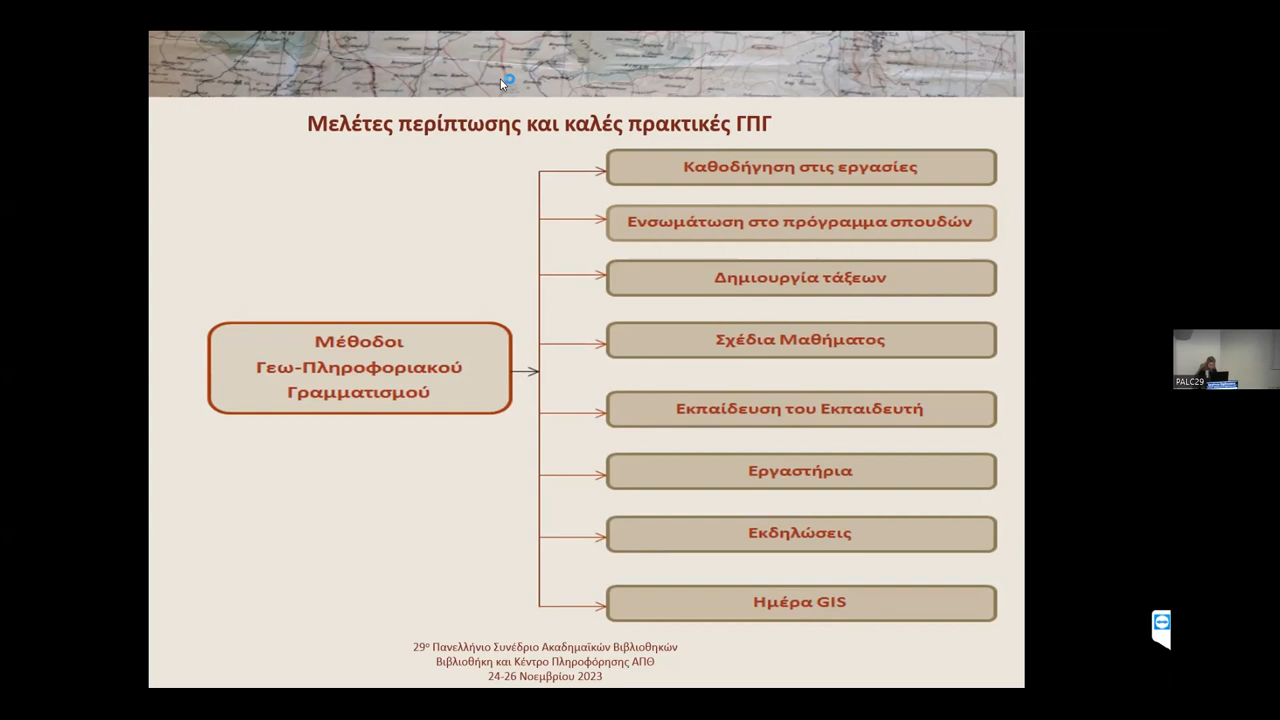 Μελέτες περίπτωσης και καλές πρακτικές ΓΠΓ
Μέθοδοι
Γεω-Πληροφοριακού
Γραμματισμού
Καθοδήγηση στις εργασίες
Ενσωμάτωση στο πρόγραμμα σπουδών
Δημιουργία τάξεων
Σχέδια Μαθήματος
Εκπαίδευση του Εκπαιδευτή
Εργαστήρια
Εκδηλώσεις
Ημέρα GIS
29ο Πανελλήνιο Συνέδριο Ακαδημαϊκών Βιβλιοθηκών
Βιβλιοθήκη και Κέντρο Πληροφόρησης ΑΠΘ
24-26 Νοεμβρίου 2023
PALC29